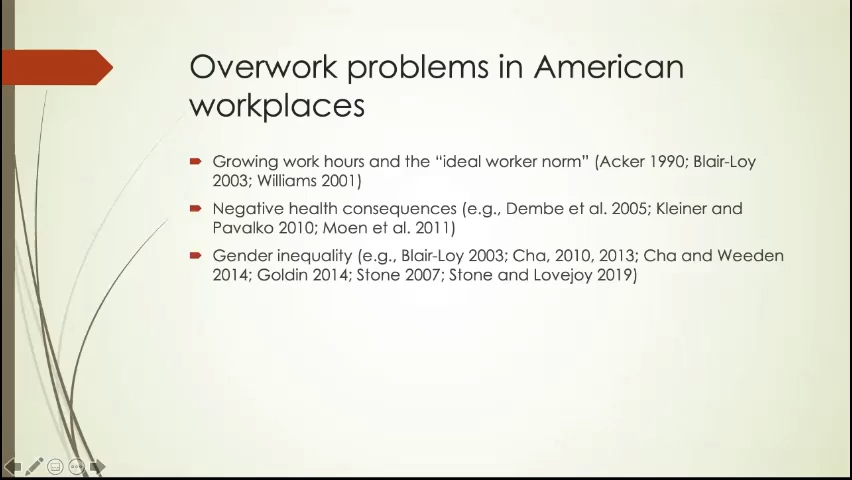 Overwork problems in American
workplaces
Growing work hours and the “ideal worker norm” (Acker 1990; Blair-Loy
2003; Williams 2001)
Negative health consequences (e.g., Dembe et al. 2005; Kleiner and
Pavalko 2010; Moen et al. 2011)
Gender inequality (e.g., Blair-Loy 2003; Cha, 2010, 2013; Cha and Weeden
2014; Goldin 2014; Stone 2007; Stone and Lovejoy 2019)